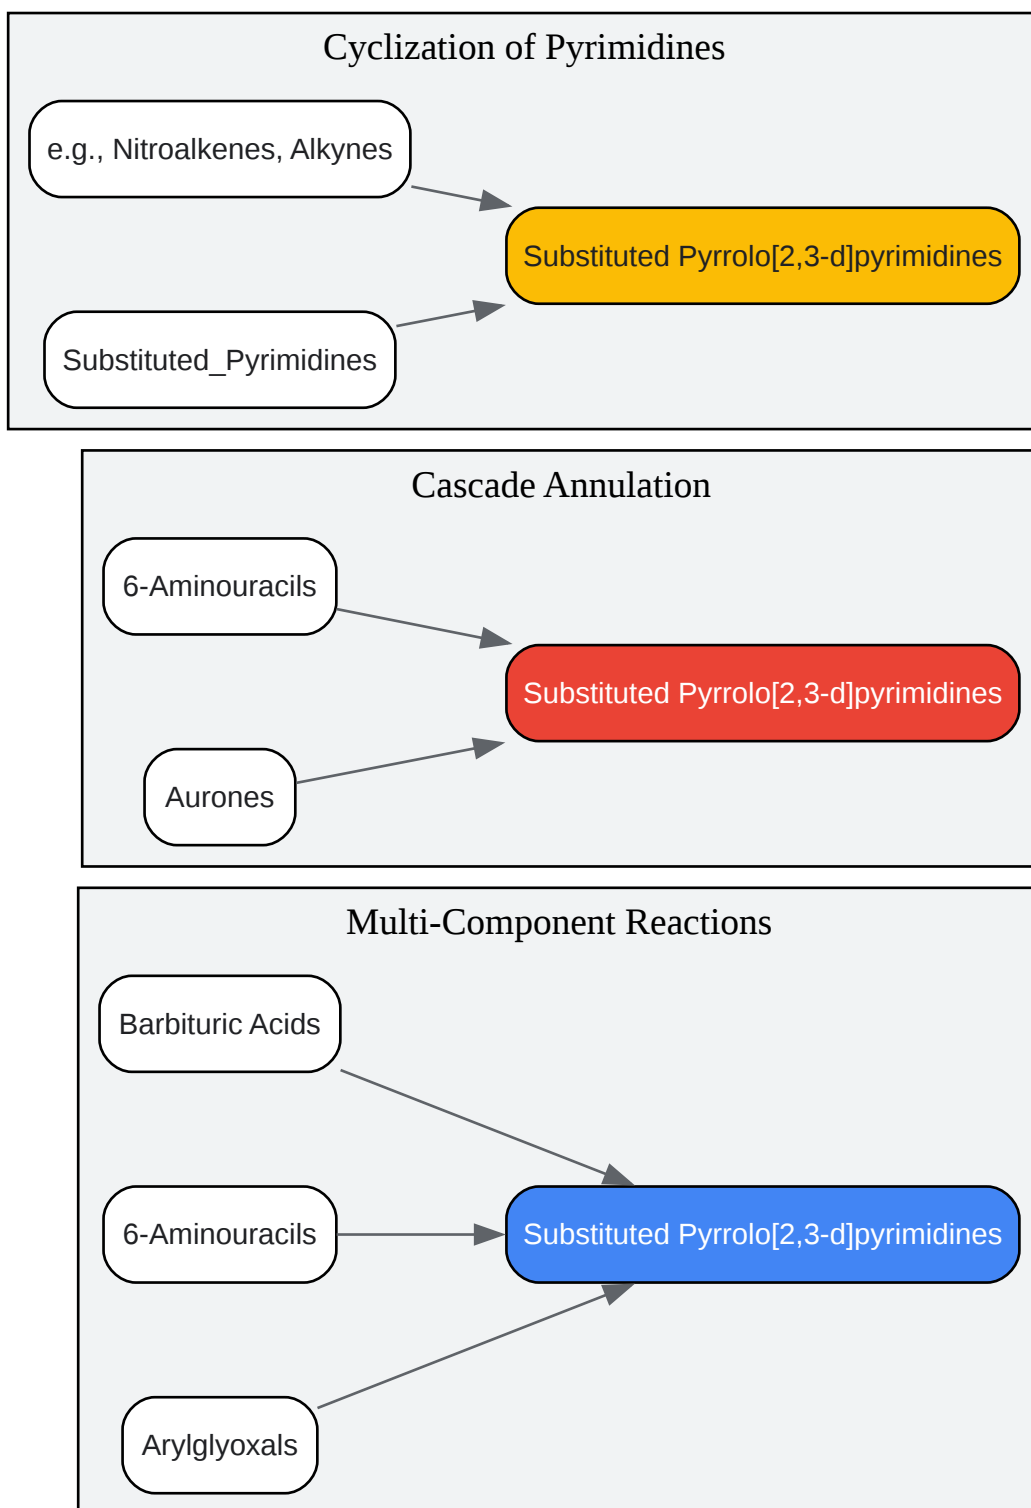 Cyclization of Pyrimidines
e.g., Nitroalkenes, Alkynes
Substituted Pyrrolo[2,3-d]pyrimidines
Substituted_Pyrimidines
Cascade Annulation
6-Aminouracils
Substituted Pyrrolo[2,3-d]pyrimidines
Aurones
Multi-Component Reactions
Barbituric Acids
6-Aminouracils
Substituted Pyrrolo[2,3-d]pyrimidines
Arylglyoxals